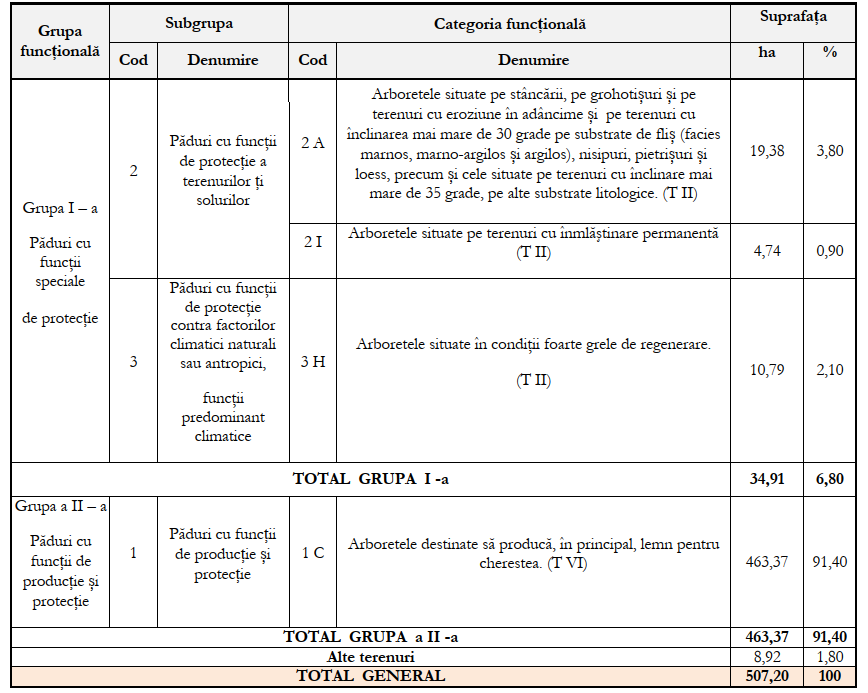 Grupa
funcțională
Subgrupa
Categoria funcțională
Suprafața
Cod
Denumire
Cod
Denumire
ha
%
Grupa I – a
Păduri cu
funcții
speciale
de protecție
2
Păduri cu funcții
de protecție a
terenurilor ți
solurilor
2 A
Arboretele situate pe stâncării, pe grohotișuri și pe
terenuri cu eroziune în adâncime și pe terenuri cu
înclinarea mai mare de 30 grade pe substrate de fliș (facies
marnos, marno-argilos și argilos), nisipuri, pietrișuri și
loess, precum și cele situate pe terenuri cu înclinare mai
mare de 35 grade, pe alte substrate litologice. (T II)
19,38
3,80
2 I
Arboretele situate pe terenuri cu înmlăștinare permanentă
(T II)
4,74
0,90
3
Păduri cu funcții
de protecție
contra factorilor
climatici naturali
sau antropici,
funcții
predominant
climatice
3 H
Arboretele situate în condiții foarte grele de regenerare.
(T II)
10,79
2,10
TOTAL GRUPA I -a
34,91
6,80
Grupa a II – a
Păduri cu
funcții de
producție și
protecție
1
Păduri cu funcții
de producție și
protecție
1 C
Arboretele destinate să producă, în principal, lemn pentru
cherestea. (T VI)
463,37
91,40
TOTAL GRUPA a II -a
463,37
91,40
Alte terenuri
8,92
1,80
TOTAL GENERAL
507,20
100